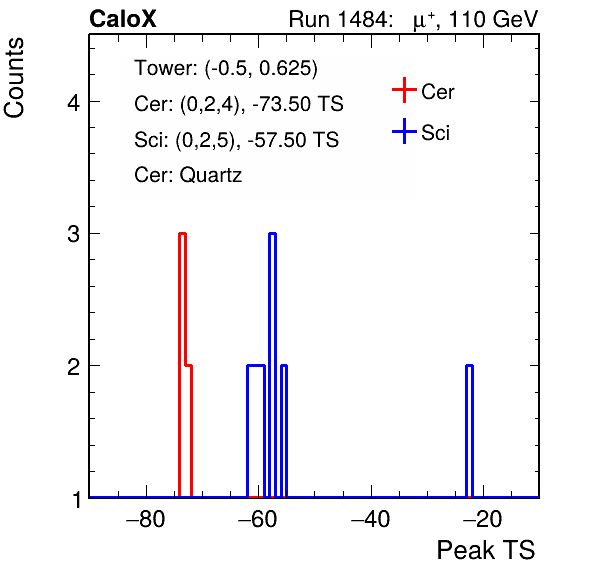 CaloX Run 1484: μ⁺, 110 GeV
Counts
Tower: (-0.5, 0.625)
Cer: (0,2,4), -73.50 TS
Sci: (0,2,5), -57.50 TS
Cer: Quartz
Cer
Sci
4
3
2
1
−80 −60 −40 −20
Peak TS